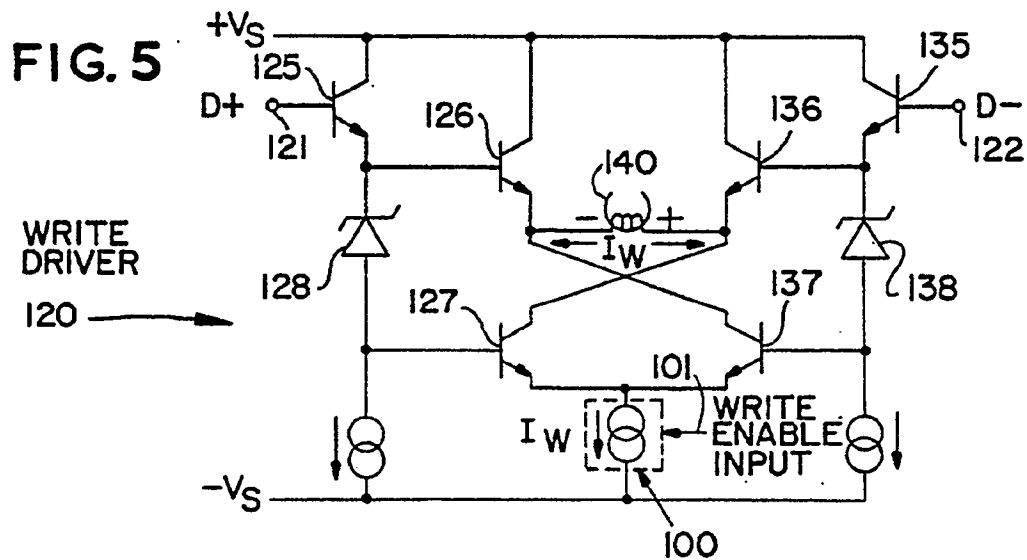 FIG. 5
+VS
125
135
D+
D-
121
126
136
122
140
- +
WRITE
DRIVER
IW
128
138
120
127
137
101
IW
WRITE
ENABLE
INPUT
-VS
100